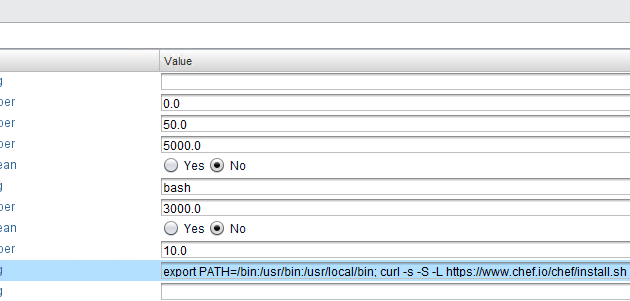 Value
g
ber
0.0
ber
50.0
ber
5000.0
ean
Yes No
g
bash
ber
3000.0
ean
Yes No
ber
10.0
g
export PATH=/bin:/usr/bin:/usr/local/bin; curl -s -S -L https://www.chef.io/chef/install.sh
g